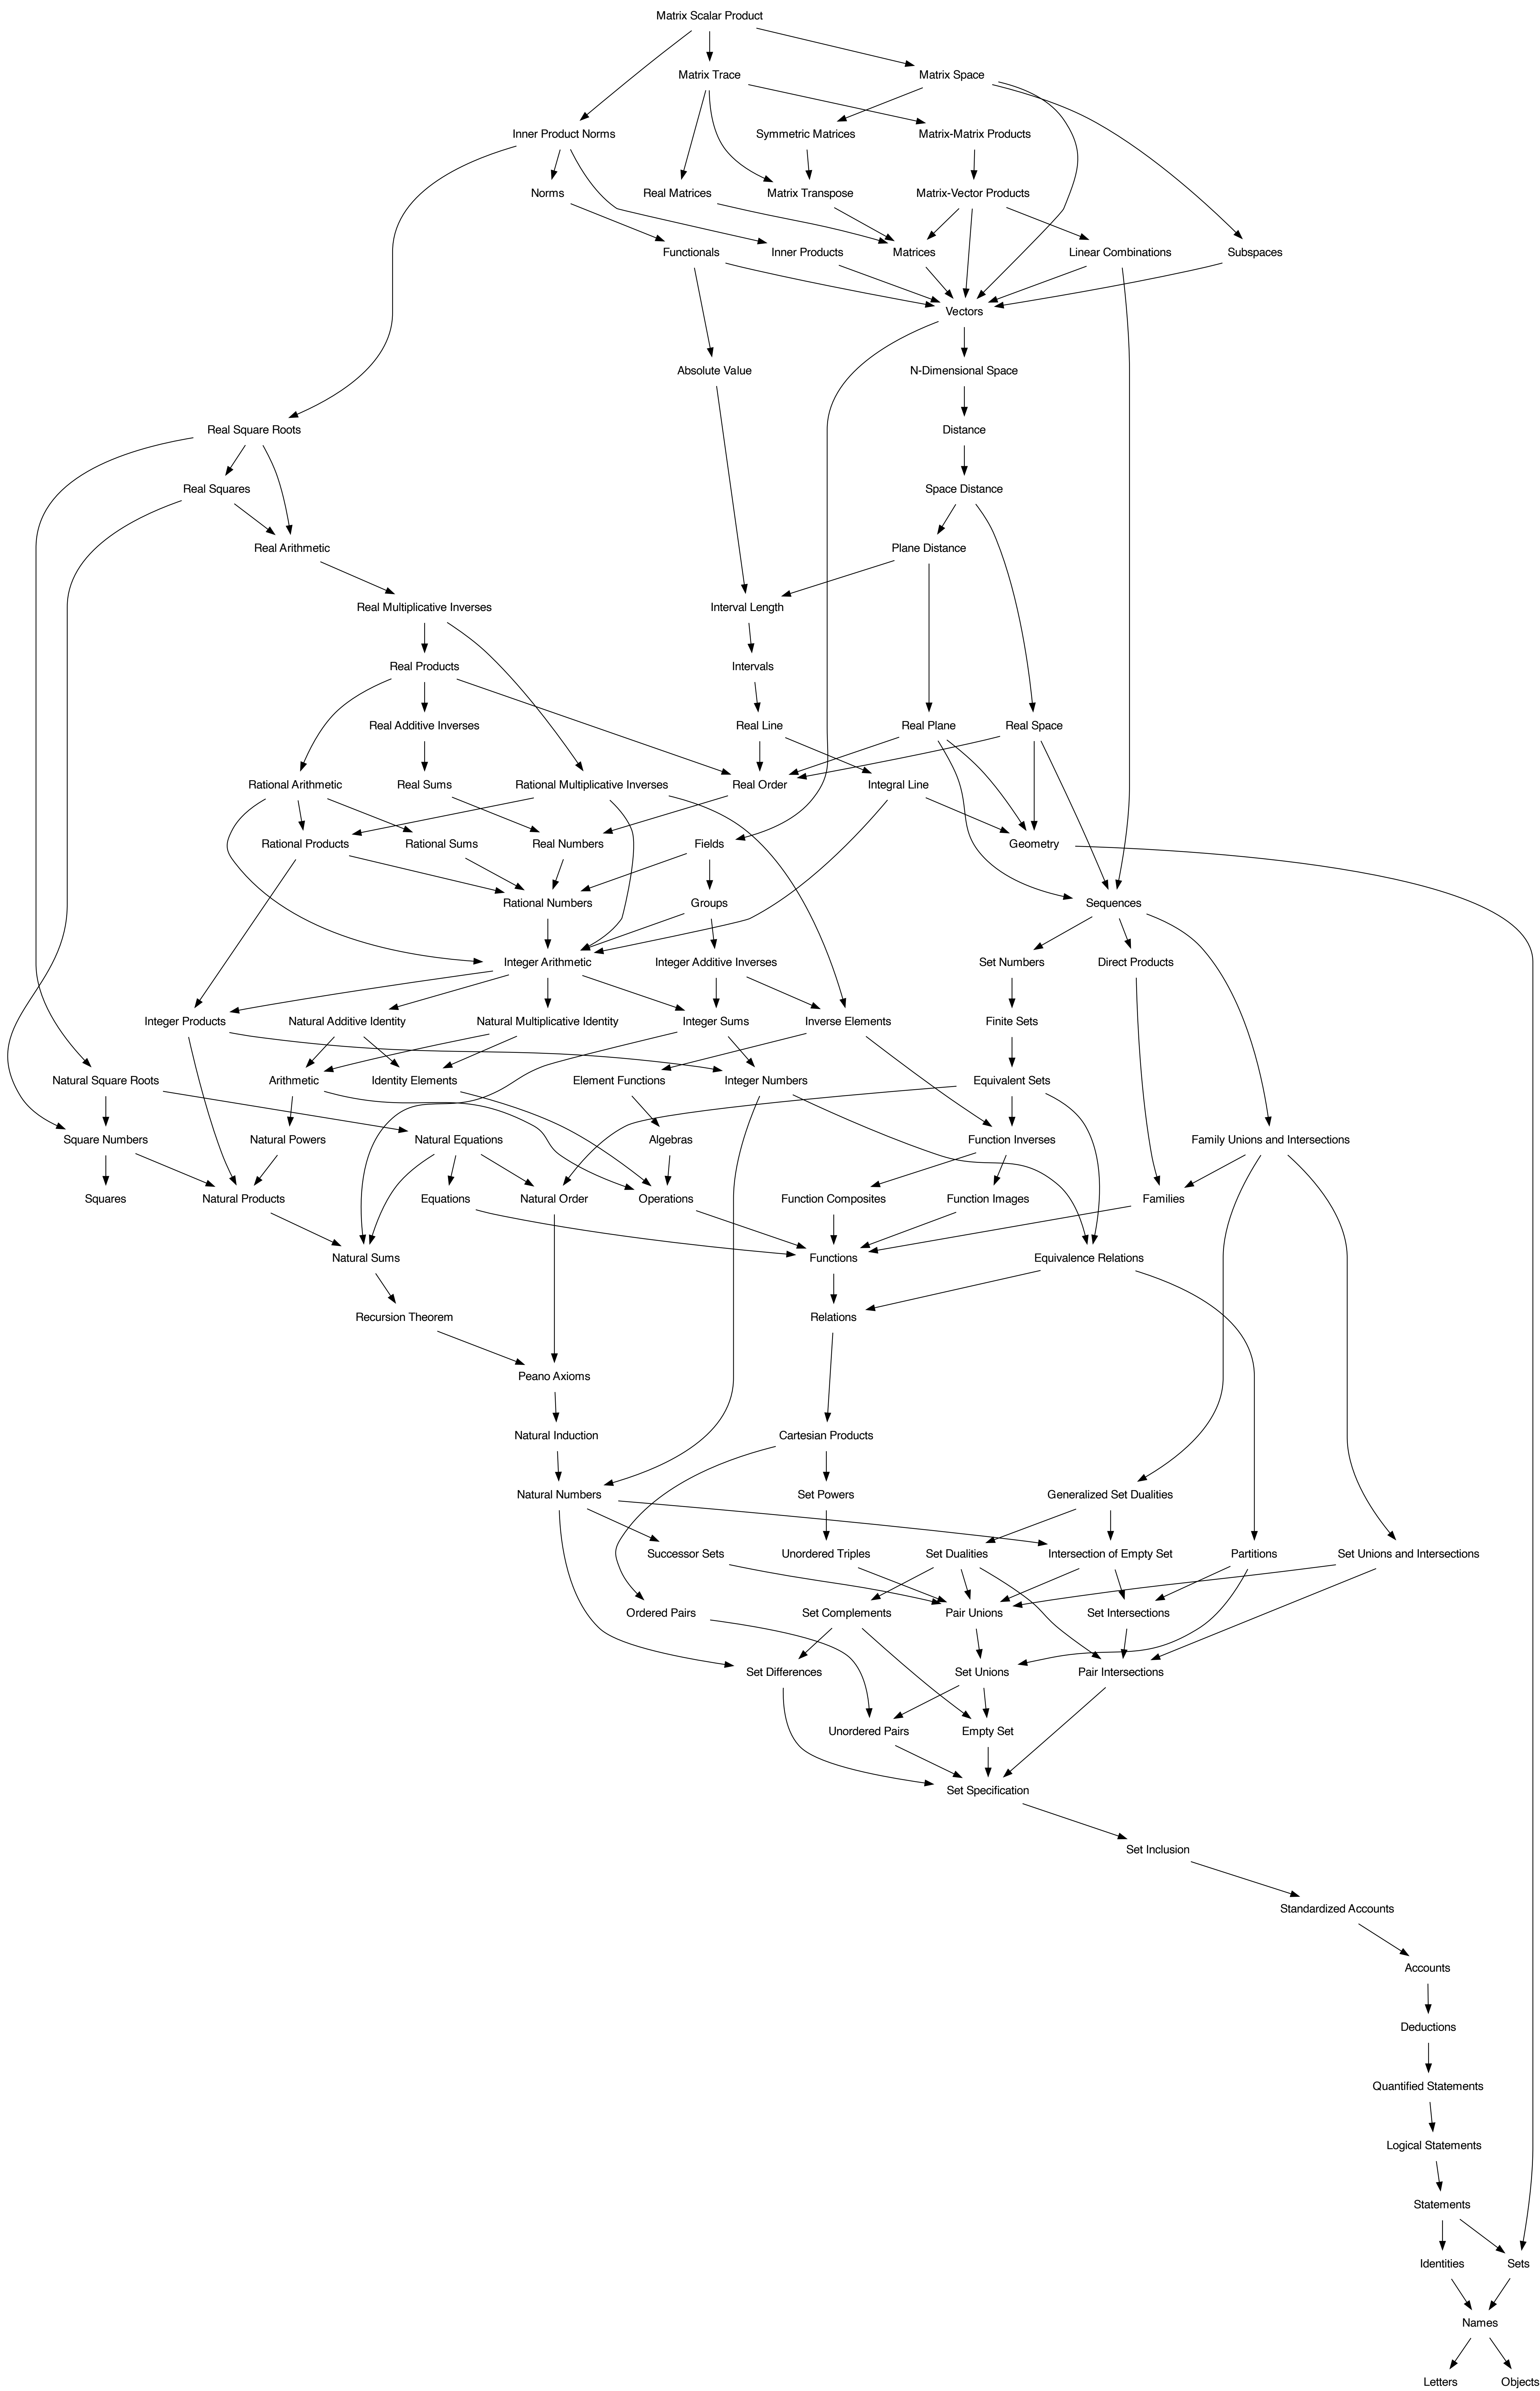 Matrix Scalar Product
Matrix Trace
Matrix Space
Inner Product Norms
Symmetric Matrices
Matrix-Matrix Products
Norms
Real Matrices
Matrix Transpose
Matrix-Vector Products
Functionals
Inner Products
Matrices
Linear Combinations
Subspaces
Vectors
Absolute Value
N-Dimensional Space
Real Square Roots
Distance
Real Squares
Space Distance
Real Arithmetic
Plane Distance
Real Multiplicative Inverses
Interval Length
Real Products
Intervals
Real Additive Inverses
Real Line
Real Plane
Real Space
Rational Arithmetic
Real Sums
Rational Multiplicative Inverses
Real Order
Integral Line
Rational Products
Rational Sums
Real Numbers
Fields
Geometry
Rational Numbers
Groups
Sequences
Integer Arithmetic
Integer Additive Inverses
Set Numbers
Direct Products
Integer Products
Natural Additive Identity
Natural Multiplicative Identity
Integer Sums
Inverse Elements
Finite Sets
Natural Square Roots
Arithmetic
Identity Elements
Element Functions
Integer Numbers
Equivalent Sets
Square Numbers
Natural Powers
Natural Equations
Algebras
Function Inverses
Family Unions and Intersections
Squares
Natural Products
Equations
Natural Order
Operations
Function Composites
Function Images
Families
Natural Sums
Functions
Equivalence Relations
Recursion Theorem
Relations
Peano Axioms
Natural Induction
Cartesian Products
Natural Numbers
Set Powers
Generalized Set Dualities
Successor Sets
Unordered Triples
Set Dualities
Intersection of Empty Set
Partitions
Set Unions and Intersections
Ordered Pairs
Set Complements
Pair Unions
Set Intersections
Set Differences
Set Unions
Pair Intersections
Unordered Pairs
Empty Set
Set Specification
Set Inclusion
Standardized Accounts
Accounts
Deductions
Quantified Statements
Logical Statements
Statements
Identities
Sets
Names
Letters
Objects